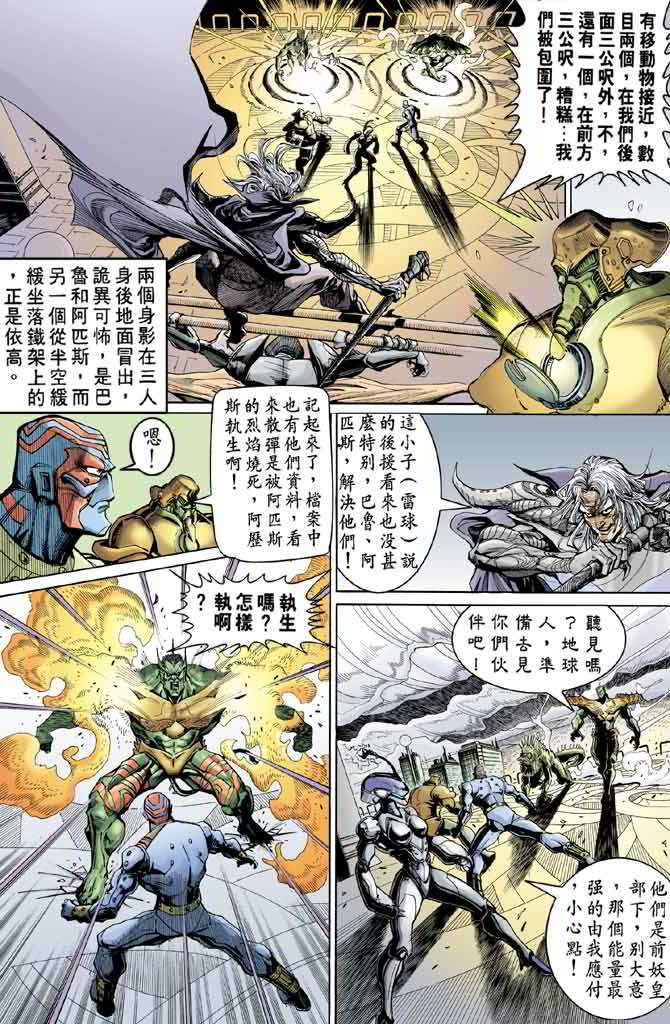 有移動物接近，數
目兩個，在我們後
面三公呎外，不，
還有一個，在前方
三公呎，糟糕…我
們被包圍了！
兩個身影在三人
身後地面冒出，
詭異可怖，是巴
魯和阿匹斯，而
另一個從半空緩
緩坐落鐵架上的
，正是依高。
這小子（雷球）說
的後援看來也沒甚
麼特別，巴魯、阿
匹斯，解決他們！
記起來了，檔案中
也有他們資料，看
來散彈是被阿匹斯
的烈焰燒死，阿歷
斯執生啊！
嗯！
執生
嗎？
怎樣
執啊
？
聽見嗎
？地球
人，準
備去見
你們伙
伴吧！
他們是前妖皇
部下，別大意
，那個能量最
强的由我應付
，小心點！